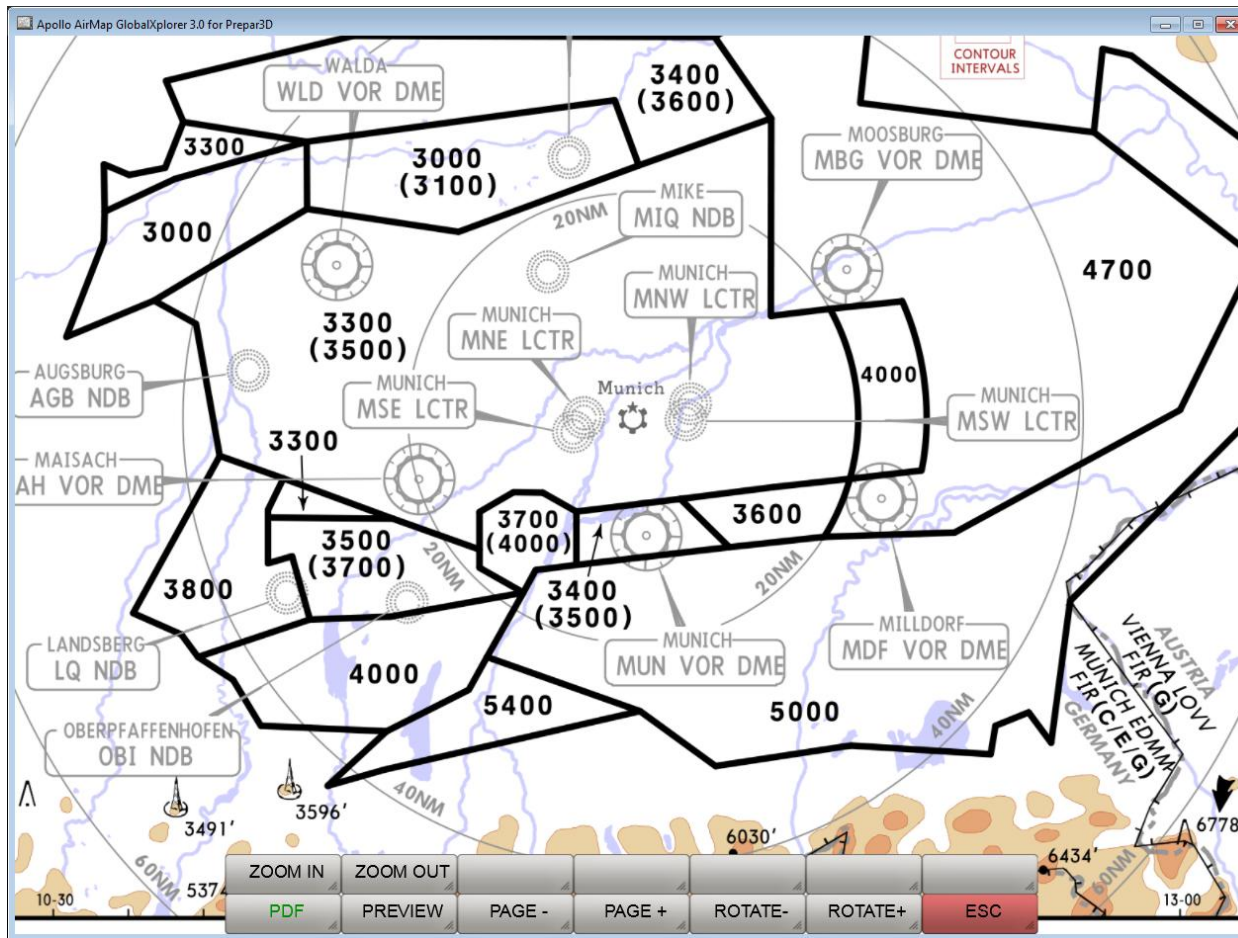 Apollo AirMap GlobalXplorer 3.0 for Prepar3D
CONTOUR
INTERVALS
WALDA
WLD VOR DME
3400
(3600)
MOOSBURG
MBG VOR DME
3300
3000
(3100)
MIKE
MIQ NDB
20NM
3000
4700
MUNICH
MNW LCTR
3300
(3500)
MUNICH
MNE LCTR
AUGSBURG
AGB NDB
MUNICH
MSE LCTR
Munich
4000
MUNICH
MSW LCTR
3300
MAISACH
AH VOR DME
3700
(4000)
3600
3500
(3700)
20NM
20NM
3800
3400
(3500)
LANDSBERG
LQ NDB
MUNICH
MUN VOR DME
MILLDORF
MDF VOR DME
AUSTRIA
VIENNA LOVV
FIR(G)
MUNICH EDMM
FIR(C/E/G)
GERMANY
4000
5400
5000
40NM
OBERPFAFFENHOFEN
OBI NDB
40NM
3491'
3596'
6030'
6778
6434'
60NM
60NM
5374
10-30
13-00
ZOOM IN
ZOOM OUT
PDF
PREVIEW
PAGE -
PAGE +
ROTATE-
ROTATE+
ESC